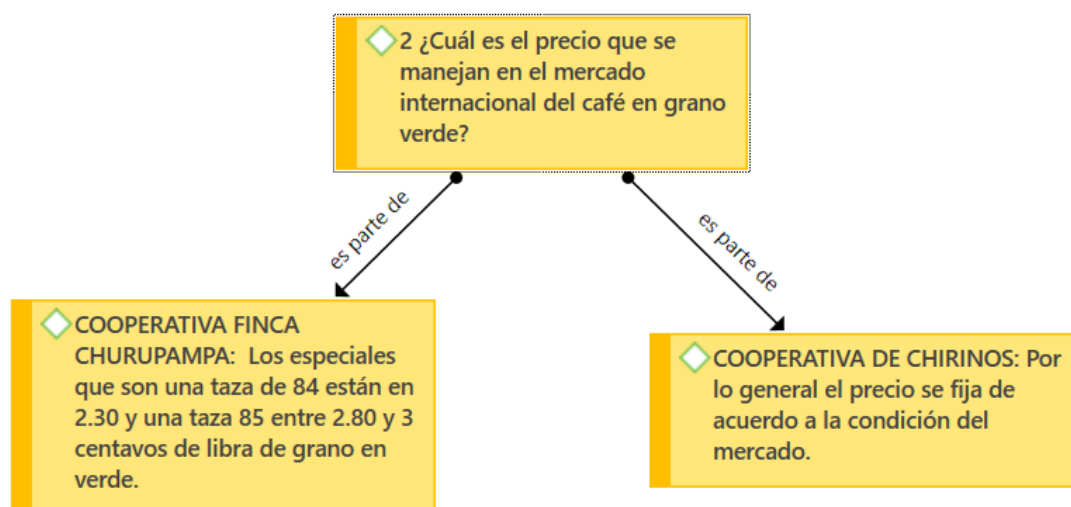 2 ¿Cuál es el precio que se
manejan en el mercado
internacional del café en grano
verde?
es parte de
es parte de
COOPERATIVA FINCA
CHURUPAMPA:  Los especiales
que son una taza de 84 están en
2.30 y una taza 85 entre 2.80 y 3
centavos de libra de grano en
verde.
COOPERATIVA DE CHIRINOS: Por
lo general el precio se fija de
acuerdo a la condición del
mercado.